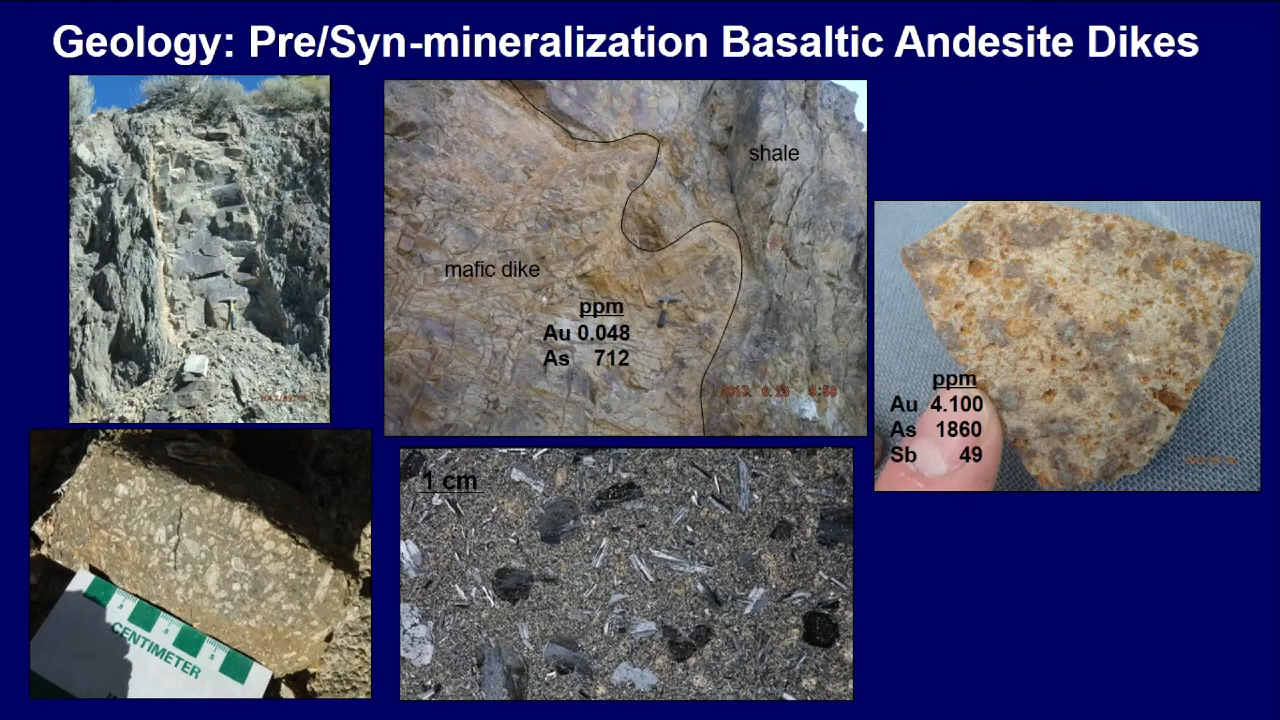 Geology: Pre/Syn-mineralization Basaltic Andesite Dikes
shale
mafic dike
ppm
Au 0.048
As 712
ppm
Au 4.100
As 1860
Sb 49
1 cm
CENTIMETER